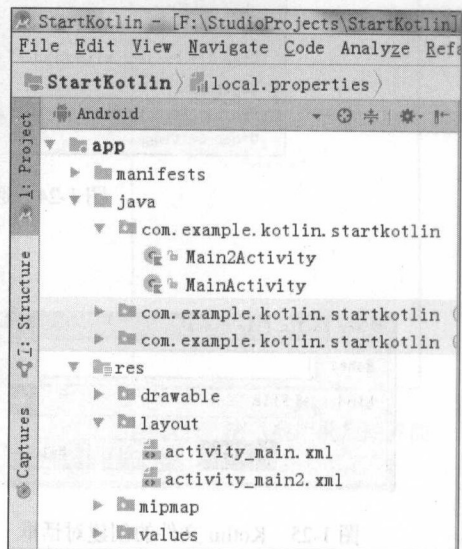 StartKotlin - [F:\StudioProjects\StartKotlin]
File Edit View Navigate Code Analyze Refa
StartKotlin local.properties
1: Project
Android
app
manifests
java
com.example.kotlin.startkotlin
Main2Activity
MainActivity
com.example.kotlin.startkotlin (
com.example.kotlin.startkotlin (
7: Structure
res
drawable
layout
activity_main.xml
activity_main2.xml
Captures
mipmap
values